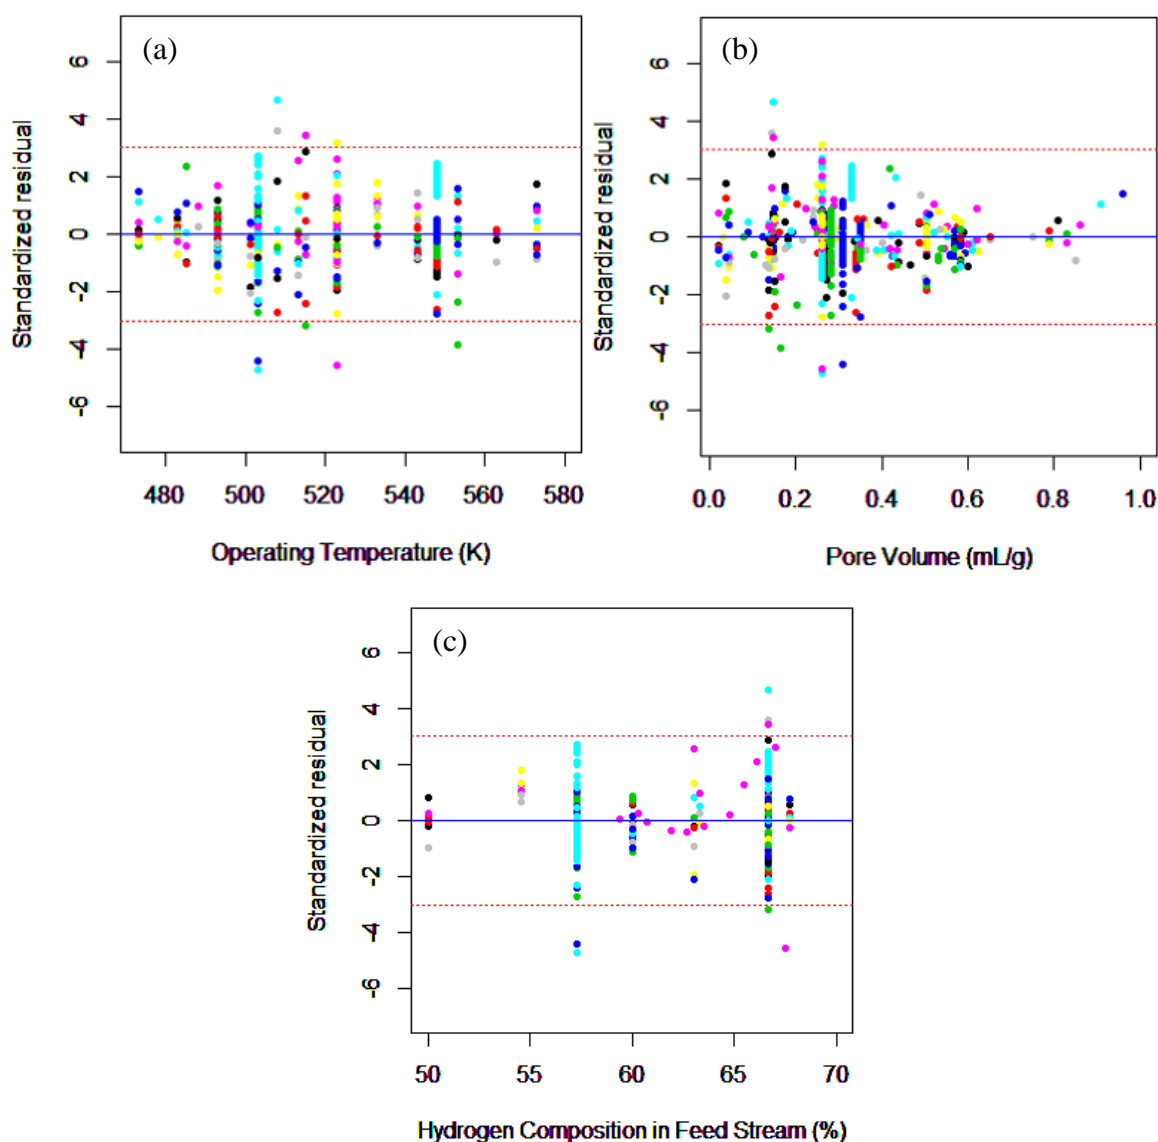 (a)
6
4
2
0
-2
-4
-6
Standardized residual
480 500 520 540 560 580
Operating Temperature (K)
(b)
6
4
2
0
-2
-4
-6
Standardized residual
0.0 0.2 0.4 0.6 0.8 1.0
Pore Volume (mL/g)
(c)
6
4
2
0
-2
-4
-6
Standardized residual
50 55 60 65 70
Hydrogen Composition in Feed Stream (%)